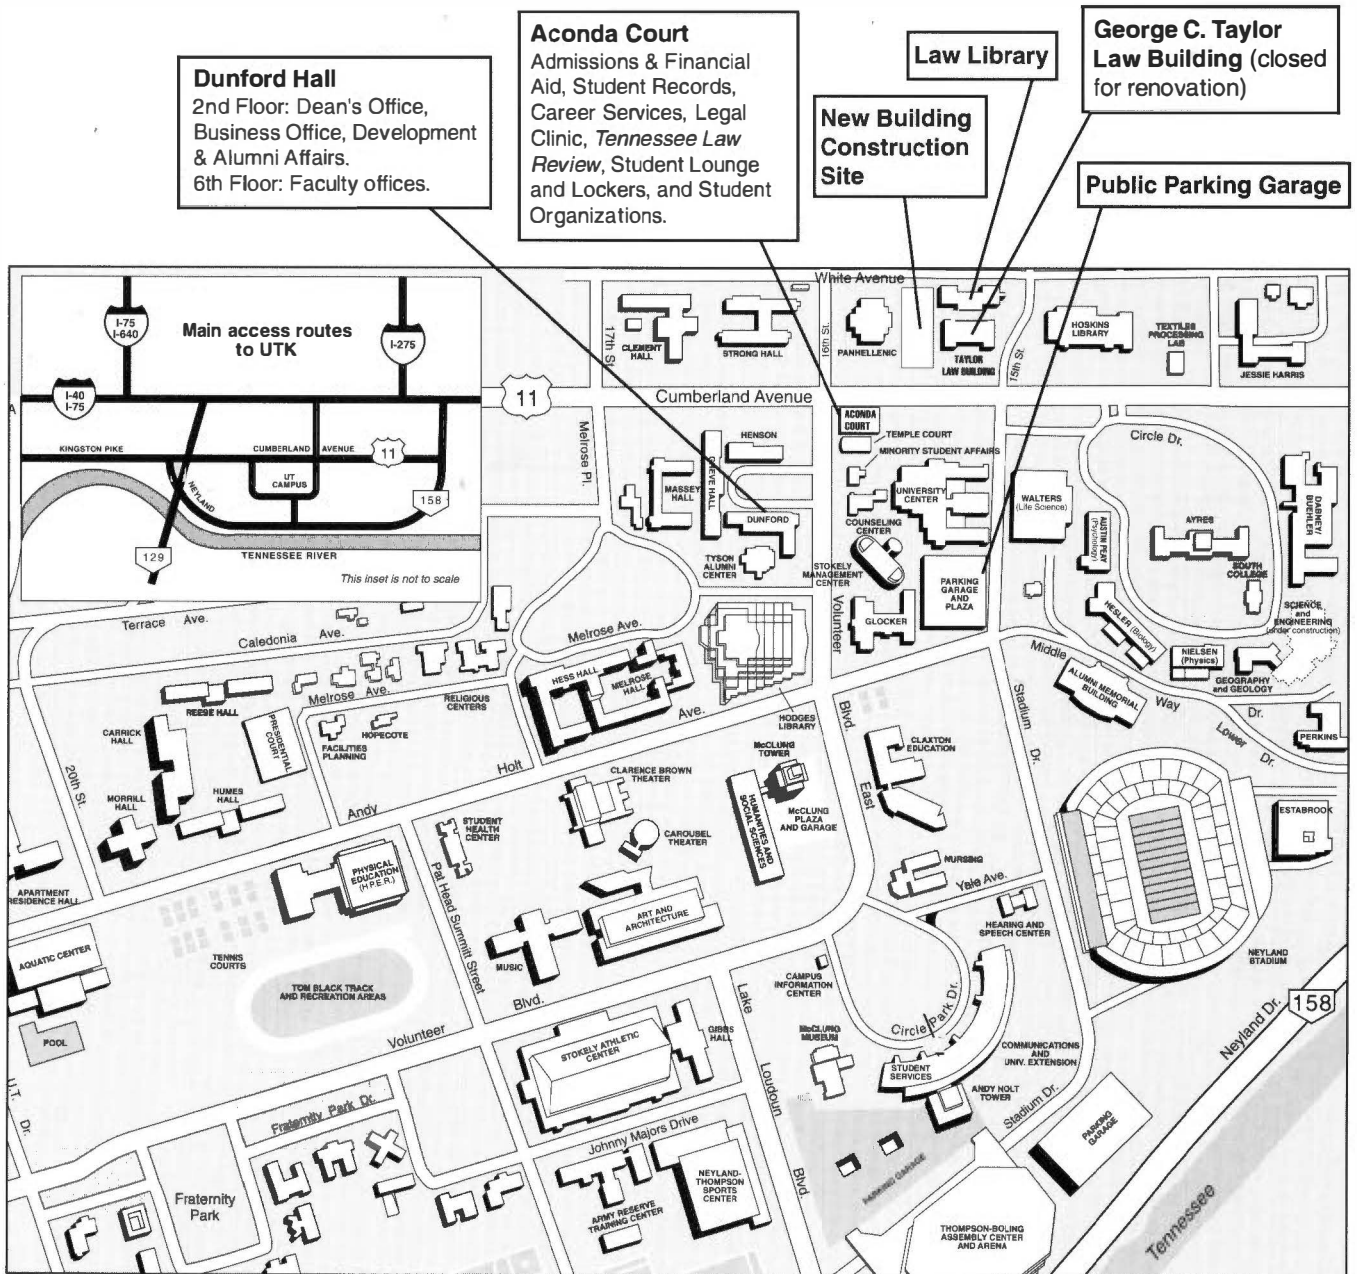 Dunford Hall
2nd Floor: Dean's Office,
Business Office, Development
& Alumni Affairs.
6th Floor: Faculty offices.
Aconda Court
Admissions & Financial
Aid, Student Records,
Career Services, Legal
Clinic, Tennessee Law
Review, Student Lounge
and Lockers, and Student
Organizations.
Law Library
New Building
Construction
Site
George C. Taylor
Law Building (closed
for renovation)
Public Parking Garage
I-75
I-640
Main access routes
to UTK
I-275
I-40
I-75
KINGSTON PIKE
CUMBERLAND AVENUE
11
UT
CAMPUS
NEYLAND
158
129
TENNESSEE RIVER
This inset is not to scale
White Avenue
17th St.
CLEMENT
HALL
STRONG HALL
16th St.
PANHELLENIC
TAYLOR
LAW BUILDING
15th St.
HOSKINS
LIBRARY
TEXTILES
PROCESSING
LAB
JESSIE HARRIS
11
Cumberland Avenue
Melrose Pl.
ACONDA
COURT
TEMPLE COURT
MINORITY STUDENT AFFAIRS
HENSON
GREVE HALL
MASSEY
HALL
DUNFORD
TYSON
ALUMNI
CENTER
UNIVERSITY
CENTER
COUNSELING
CENTER
STOKELY
MANAGEMENT
CENTER
PARKING
GARAGE
AND
PLAZA
GLOCKER
WALTERS
(Life Science)
AUSTIN PEAY
(Psychology)
Circle Dr.
AYRES
DABNEY/
BUEHLER
SOUTH
COLLEGE
SCIENCE
and
ENGINEERING
(under construction)
HESLER (Biology)
NIELSEN
(Physics)
GEOGRAPHY
and GEOLOGY
Terrace Ave.
Caledonia Ave.
Melrose Ave.
Melrose Ave.
REESE HALL
RELIGIOUS
CENTERS
HESS HALL
MELROSE
HALL
HODGES
LIBRARY
Volunteer
Blvd.
East
Stadium
Dr.
Middle
Way
Dr.
Lower
Dr.
ALUMNI MEMORIAL
BUILDING
PERKINS
ESTABROOK
CARRICK
HALL
PRESIDENTIAL
COURT
FACILITIES
PLANNING
HOPECOTE
MORRILL
HALL
HUMES
HALL
20th St.
Andy
Holt
Ave.
CLARENCE BROWN
THEATER
CAROUSEL
THEATER
McCLUNG
TOWER
HUMANITIES AND
SOCIAL SCIENCES
McCLUNG
PLAZA
AND GARAGE
CLAXTON
EDUCATION
NURSING
Yale Ave.
HEARING AND
SPEECH CENTER
NEYLAND
STADIUM
STUDENT
HEALTH
CENTER
PHYSICAL
EDUCATION
(H.P.E.R.)
Pat Head Summitt Street
APARTMENT
RESIDENCE HALL
AQUATIC CENTER
POOL
TENNIS
COURTS
TOM BLACK TRACK
AND RECREATION AREAS
MUSIC
ART AND
ARCHITECTURE
Volunteer
Blvd.
Lake
Loudoun
Blvd.
CAMPUS
INFORMATION
CENTER
McCLUNG
MUSEUM
Circle Park Dr.
STUDENT
SERVICES
COMMUNICATIONS
AND
UNIV. EXTENSION
ANDY HOLT
TOWER
Stadium Dr.
Neyland Dr.
158
STOKELY ATHLETIC
CENTER
GIBBS
HALL
U.T.
Dr.
Fraternity Park Dr.
Fraternity
Park
Johnny Majors Drive
NEYLAND-
THOMPSON
SPORTS
CENTER
ARMY RESERVE
TRAINING CENTER
PARKING GARAGE
PARKING
GARAGE
THOMPSON-BOLING
ASSEMBLY CENTER
AND ARENA
Tennessee